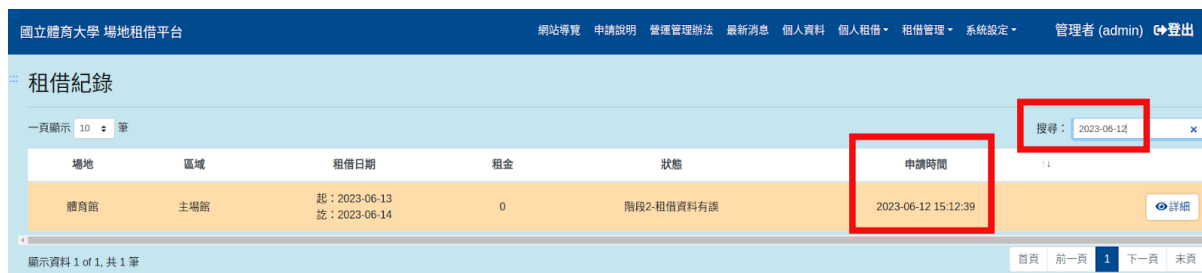 國立體育大學 場地租借平台 網站導覽 申請說明 營運管理辦法 最新消息 個人資料 個人租借 租借管理 系統設定 管理者 (admin) 登出
租借紀錄
一頁顯示 10 筆 搜尋： 2023-06-12 ×
場地 區域 租借日期 租金 狀態 申請時間 ↑↓
體育館 主場館 起：2023-06-13 0 階段2-租借資料有誤 2023-06-12 15:12:39 詳細
訖：2023-06-14
顯示資料 1 of 1, 共 1 筆 首頁 前一頁 1 下一頁 末頁